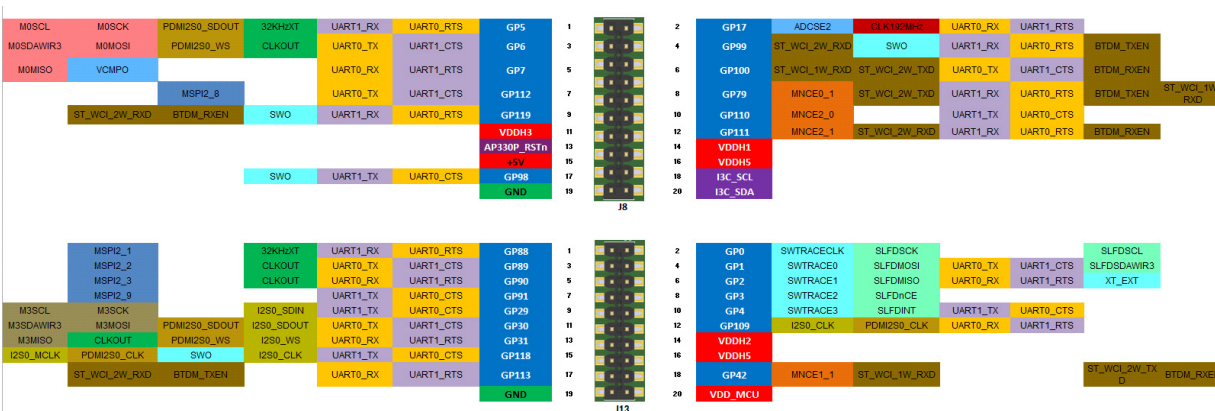 M0SCL M0SCK PDMI2S0_SDOUT 32KHzXT UART1_RX UART0_RTS GP5 1 2 GP17 ADCSE2 CLK192MHz UART0_RX UART1_RTS
M0SDAWIR3 M0MOSI PDMI2S0_WS CLKOUT UART0_TX UART1_CTS GP6 3 4 GP99 ST_WCI_2W_RXD SWO UART0_RX UART1_RTS BTDM_TXEN
M0MISO VCMPO UART0_RX UART1_RTS GP7 5 6 GP100 ST_WCI_1W_RXD ST_WCI_2W_TXD UART0_TX UART1_CTS BTDM_RXEN
MSPI2_8 UART0_TX UART1_CTS GP112 7 8 GP79 MNCE0_1 ST_WCI_2W_TXD UART1_RX UART0_RTS BTDM_TXEN ST_WCI_1W
RXD
ST_WCI_2W_RXD BTDM_RXEN SWO UART1_RX UART0_RTS GP119 9 10 GP110 MNCE2_0 UART1_TX UART0_CTS
VDDH3 11 12 GP111 MNCE2_1 ST_WCI_2W_RXD UART1_RX UART0_RTS BTDM_RXEN
AP330P_RSTn 13 14 VDDH1
+5V 15 16 VDDH5
SWO UART1_TX UART0_CTS GP98 17 18 I3C_SCL
GND 19 20 I3C_SDA
J8
MSPI2_1 32KHzXT UART1_RX UART0_RTS GP88 1 2 GP0 SWTRACECLK SLFDSCK SLFDSCL
MSPI2_2 CLKOUT UART0_TX UART1_CTS GP89 3 4 GP1 SWTRACE0 SLFDMOSI UART0_TX UART1_CTS SLFDSDAWIR3
MSPI2_3 CLKOUT UART0_RX UART1_RTS GP90 5 6 GP2 SWTRACE1 SLFDMISO UART0_RX UART1_RTS XT_EXT
MSPI2_9 UART1_TX UART0_CTS GP91 7 8 GP3 SWTRACE2 SLFDnCE
M3SCL M3SCK I2S0_SDIN UART1_TX UART0_CTS GP29 9 10 GP4 SWTRACE3 SLFDINT UART1_TX UART0_CTS
M3SDAWIR3 M3MOSI PDMI2S0_SDOUT I2S0_SDOUT UART0_TX UART1_CTS GP30 11 12 GP109 I2S0_CLK PDMI2S0_CLK UART0_RX UART1_RTS
M3MISO CLKOUT PDMI2S0_WS I2S0_WS UART0_RX UART1_RTS GP31 13 14 VDDH2
I2S0_MCLK PDMI2S0_CLK SWO I2S0_CLK UART1_TX UART0_CTS GP118 15 16 VDDH5
ST_WCI_2W_RXD BTDM_TXEN UART0_RX UART1_RTS GP113 17 18 GP42 MNCE1_1 ST_WCI_1W_RXD ST_WCI_2W_TX BTDM_RXE
D
GND 19 20 VDD_MCU
J13